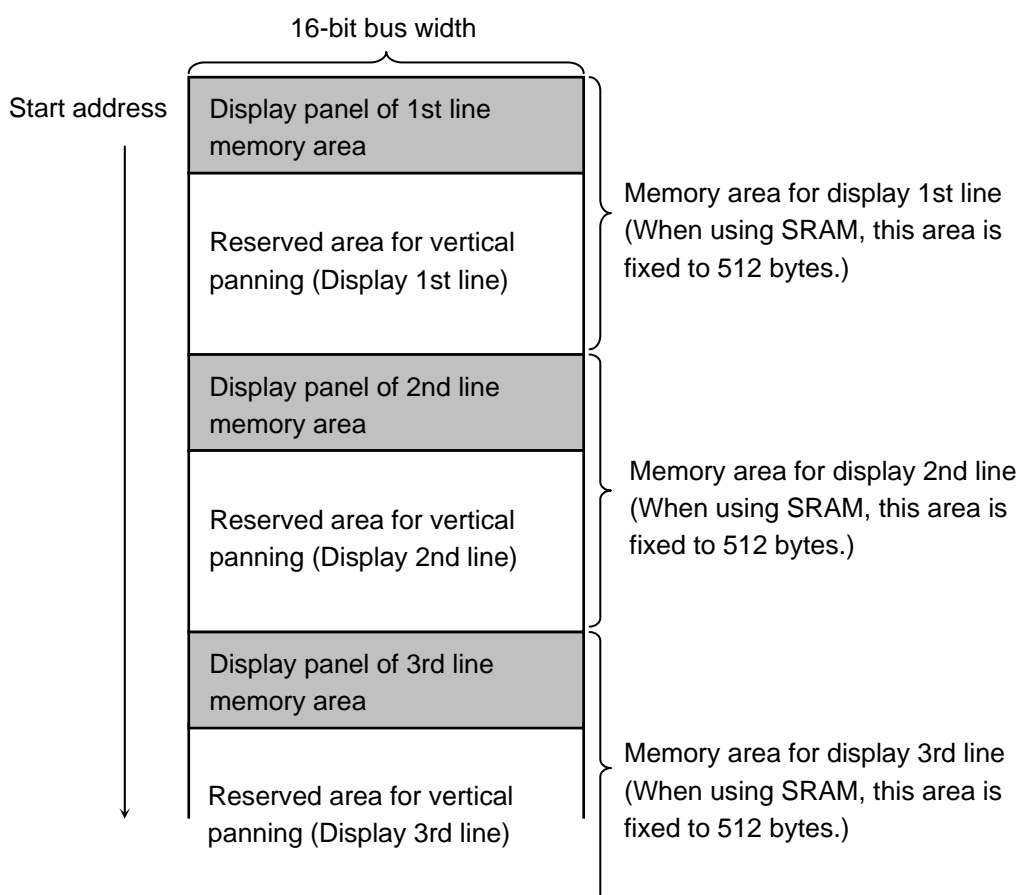 16-bit bus width
Start address
Display panel of 1st line
memory area
Reserved area for vertical
panning (Display 1st line)
Memory area for display 1st line
(When using SRAM, this area is
fixed to 512 bytes.)
Display panel of 2nd line
memory area
Reserved area for vertical
panning (Display 2nd line)
Memory area for display 2nd line
(When using SRAM, this area is
fixed to 512 bytes.)
Display panel of 3rd line
memory area
Reserved area for vertical
panning (Display 3rd line)
Memory area for display 3rd line
(When using SRAM, this area is
fixed to 512 bytes.)